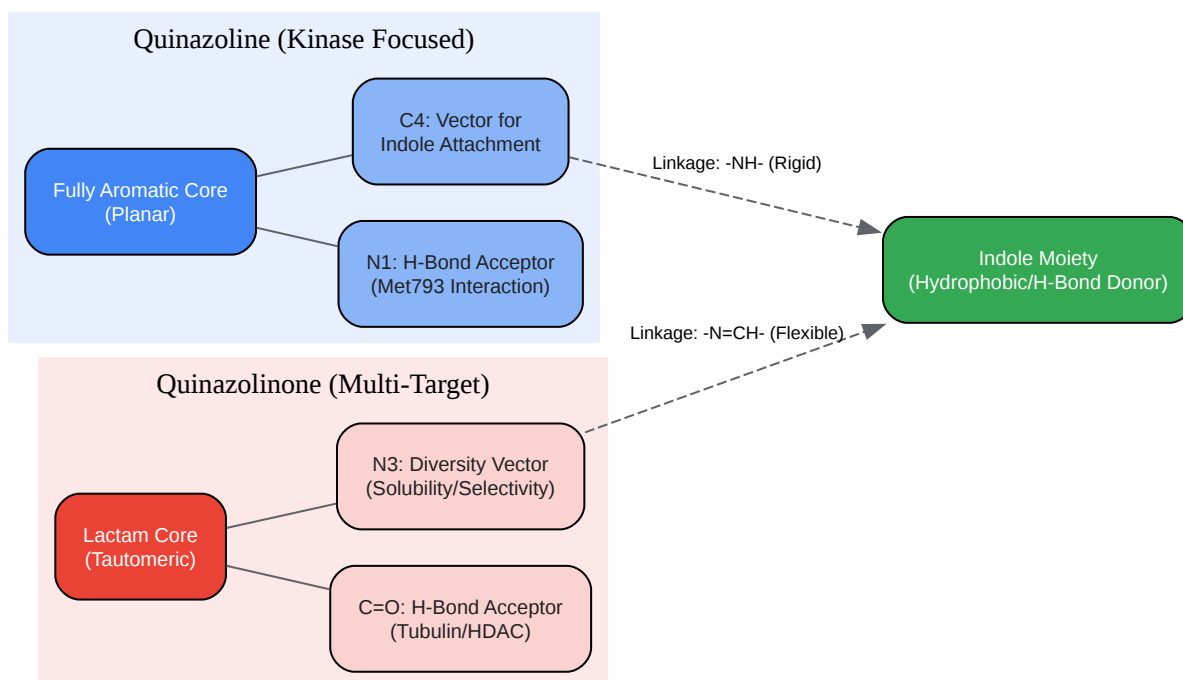 Quinazoline (Kinase Focused)
C4: Vector for
Indole Attachment
Linkage: -NH- (Rigid)
Fully Aromatic Core
(Planar)
N1: H-Bond Acceptor
(Met793 Interaction)
Indole Moiety
(Hydrophobic/H-Bond Donor)
Linkage: -N=CH- (Flexible)
Quinazolinone (Multi-Target)
N3: Diversity Vector
(Solubility/Selectivity)
Lactam Core
(Tautomeric)
C=O: H-Bond Acceptor
(Tubulin/HDAC)